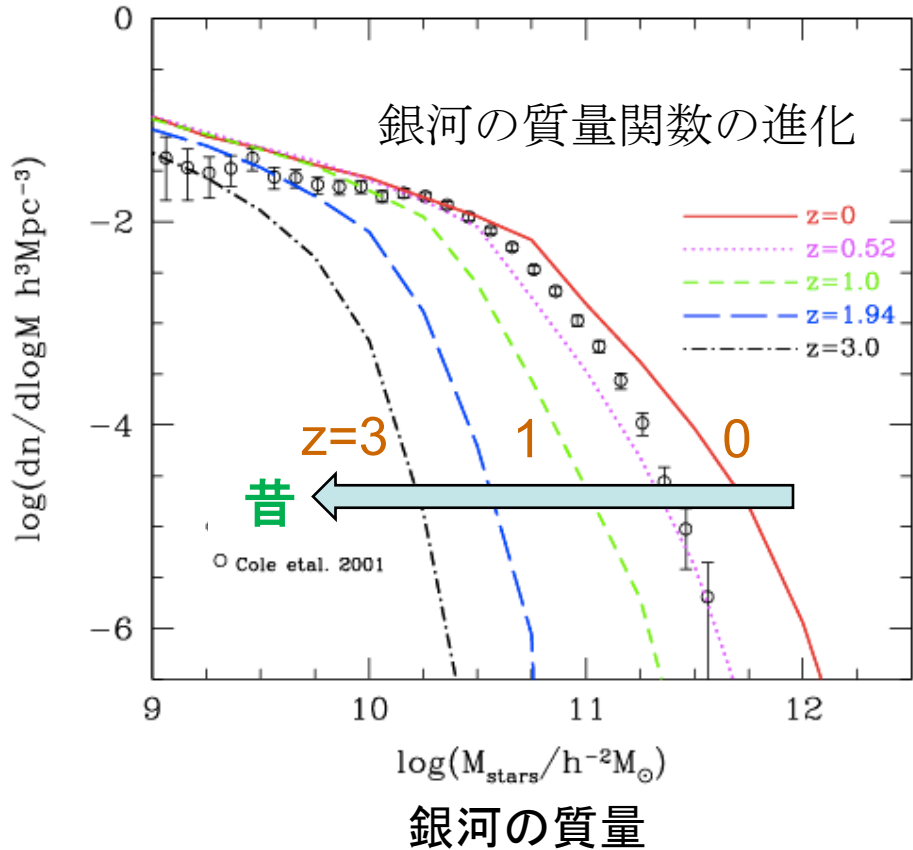 銀河の質量関数の進化
0
−2
−4
−6
log(dn/dlogM h³Mpc⁻³)
z=0
z=0.52
z=1.0
z=1.94
z=3.0
z=3
1
0
昔
Cole etal. 2001
9
10
11
12
log(M_stars/h⁻²M_⊙)
銀河の質量